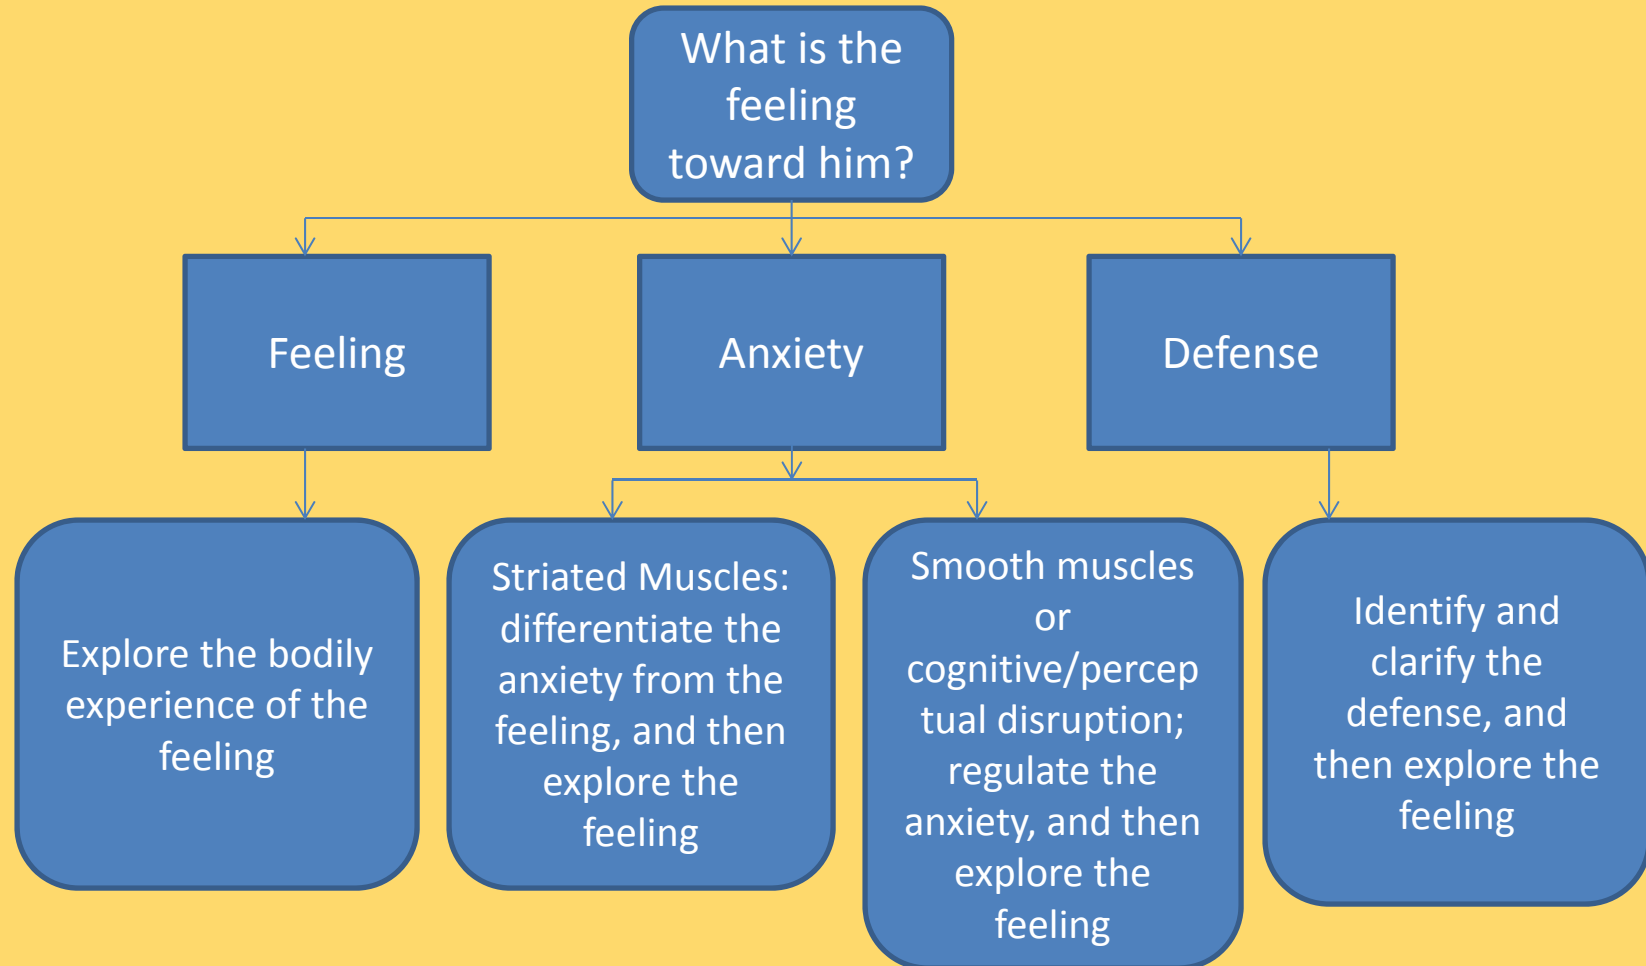 What is the
feeling
toward him?
Feeling
Anxiety
Defense
Explore the bodily
experience of the
feeling
Striated Muscles:
differentiate the
anxiety from the
feeling, and then
explore the
feeling
Smooth muscles
or
cognitive/percep
tual disruption;
regulate the
anxiety, and then
explore the
feeling
Identify and
clarify the
defense, and
then explore the
feeling